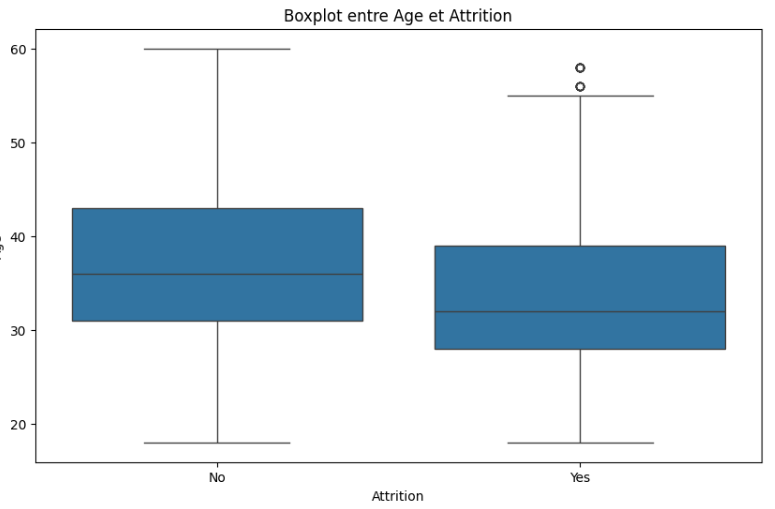 Boxplot entre Age et Attrition
60
50
40
30
20
No Yes
Attrition